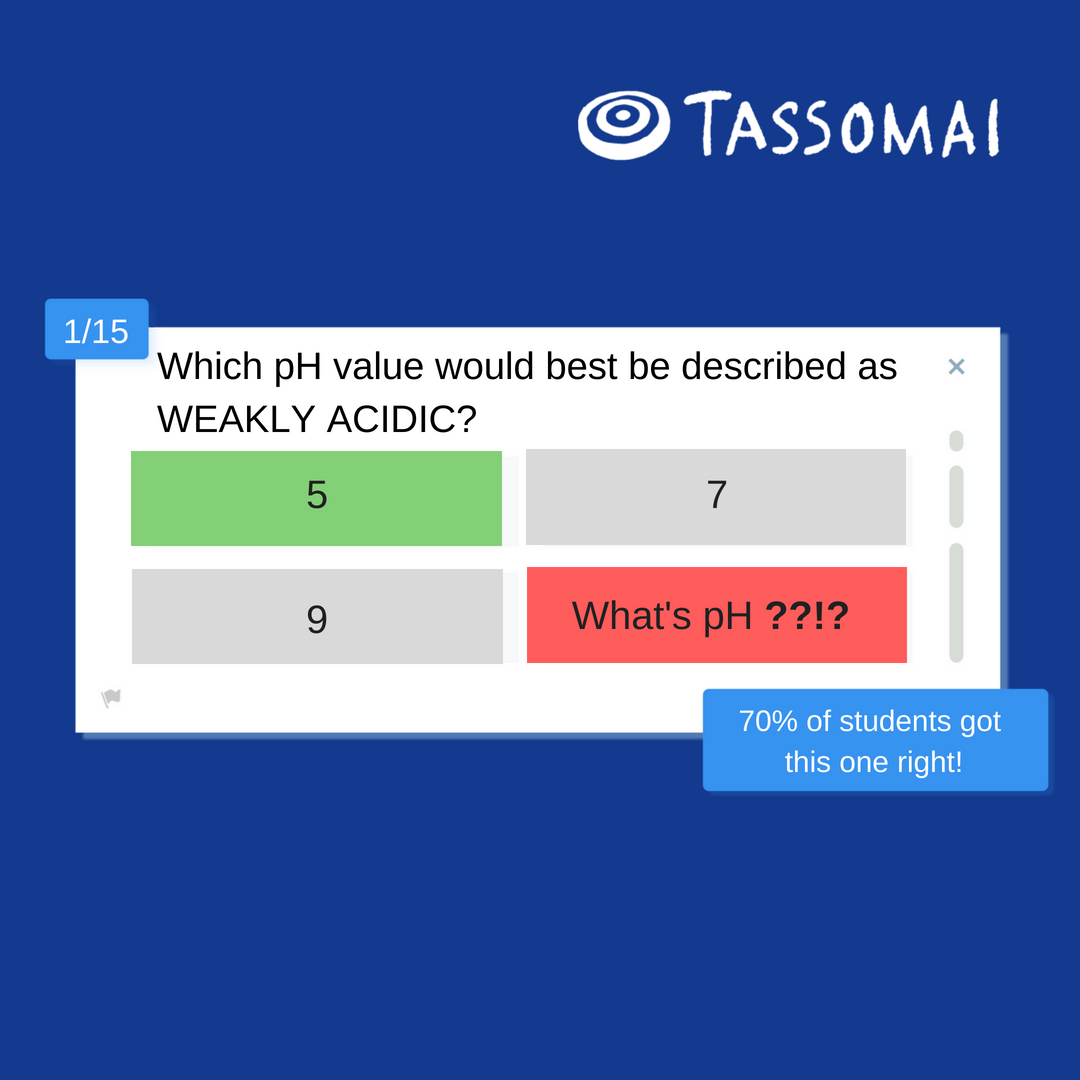 TASSOMAI
1/15
Which pH value would best be described as
WEAKLY ACIDIC?
×
5
7
9
What's pH ??!?
70% of students got
this one right!